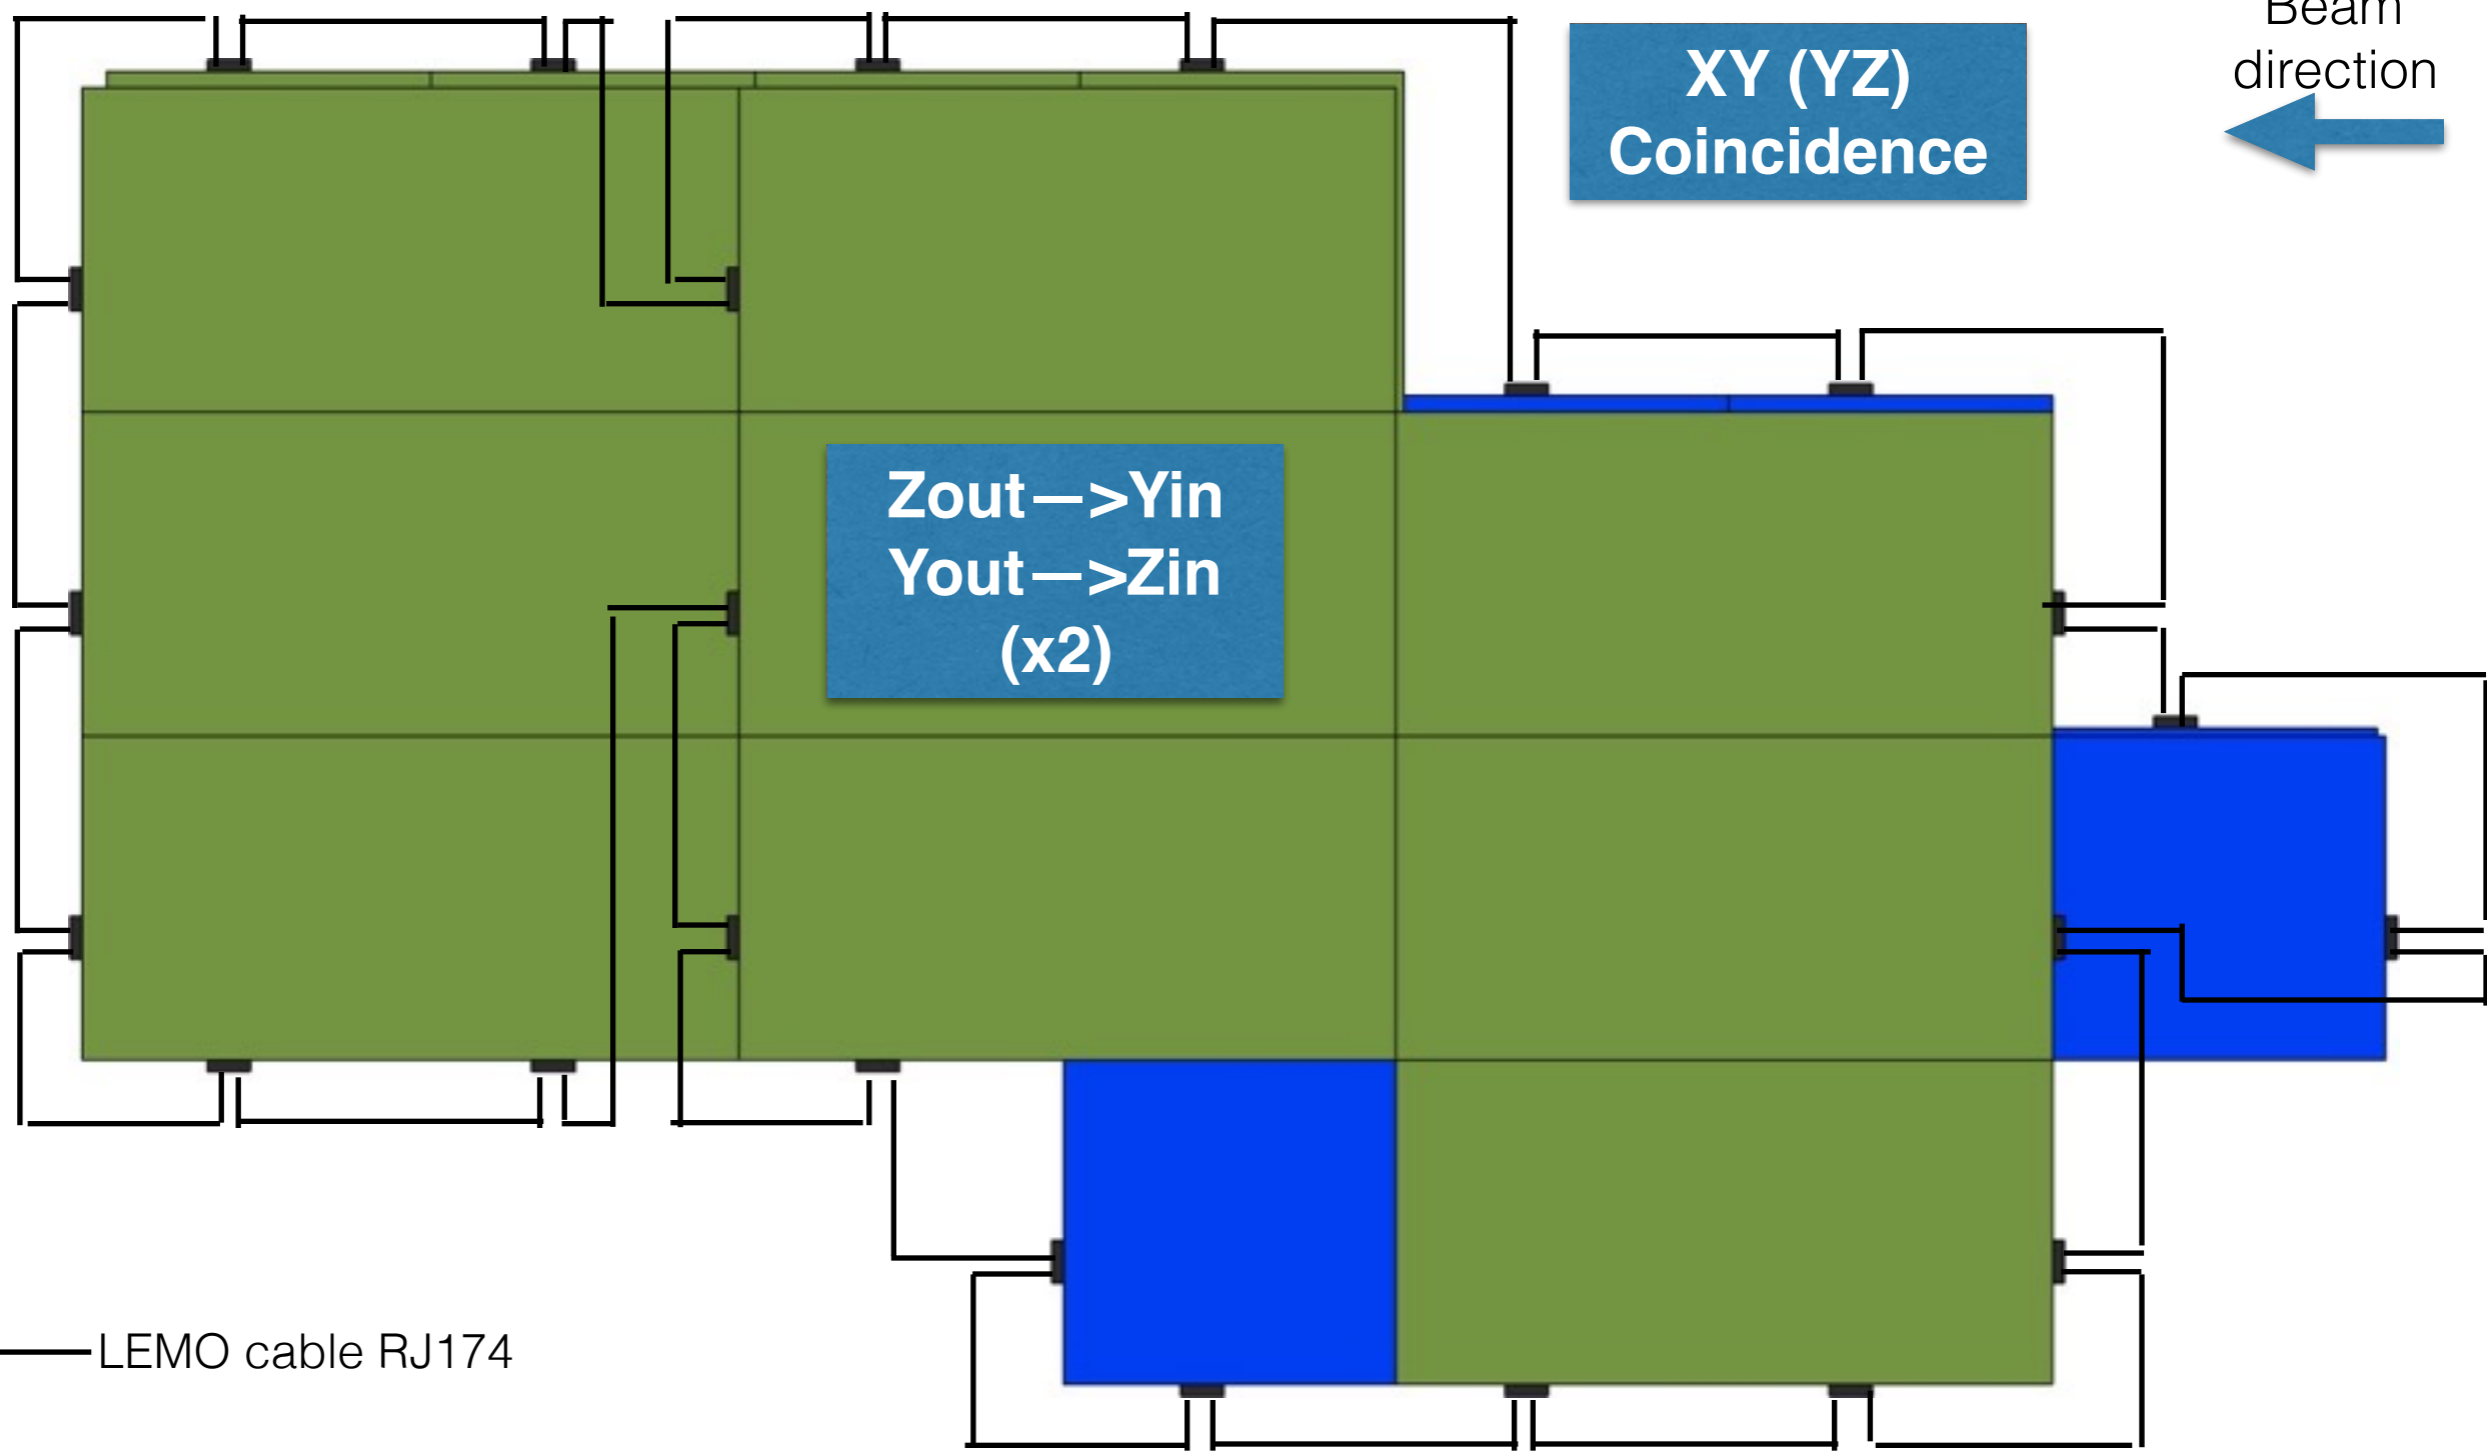 Beam
direction
XY (YZ)
Coincidence
Zout—>Yin
Yout—>Zin
(x2)
LEMO cable RJ174